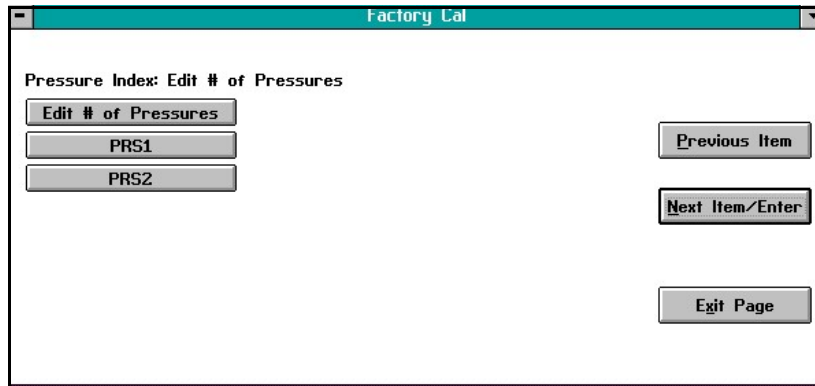 Factory Cal
Pressure Index: Edit # of Pressures
Edit # of Pressures
PRS1
PRS2
Previous Item
Next Item/Enter
Exit Page